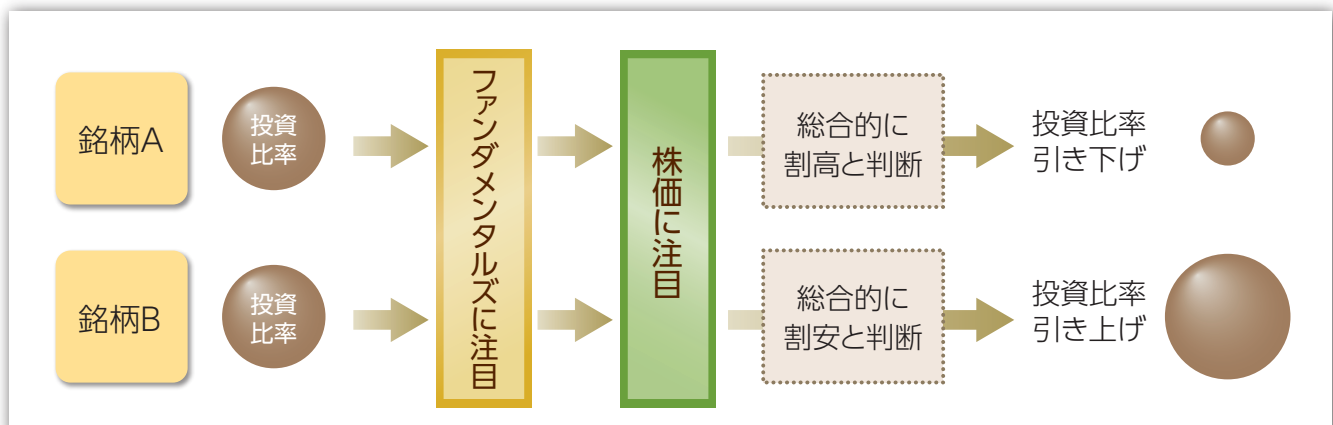 銘柄A
投資
比率
ファンダメンタルズに注目
株価に注目
総合的に
割高と判断
投資比率
引き下げ
銘柄B
投資
比率
総合的に
割安と判断
投資比率
引き上げ